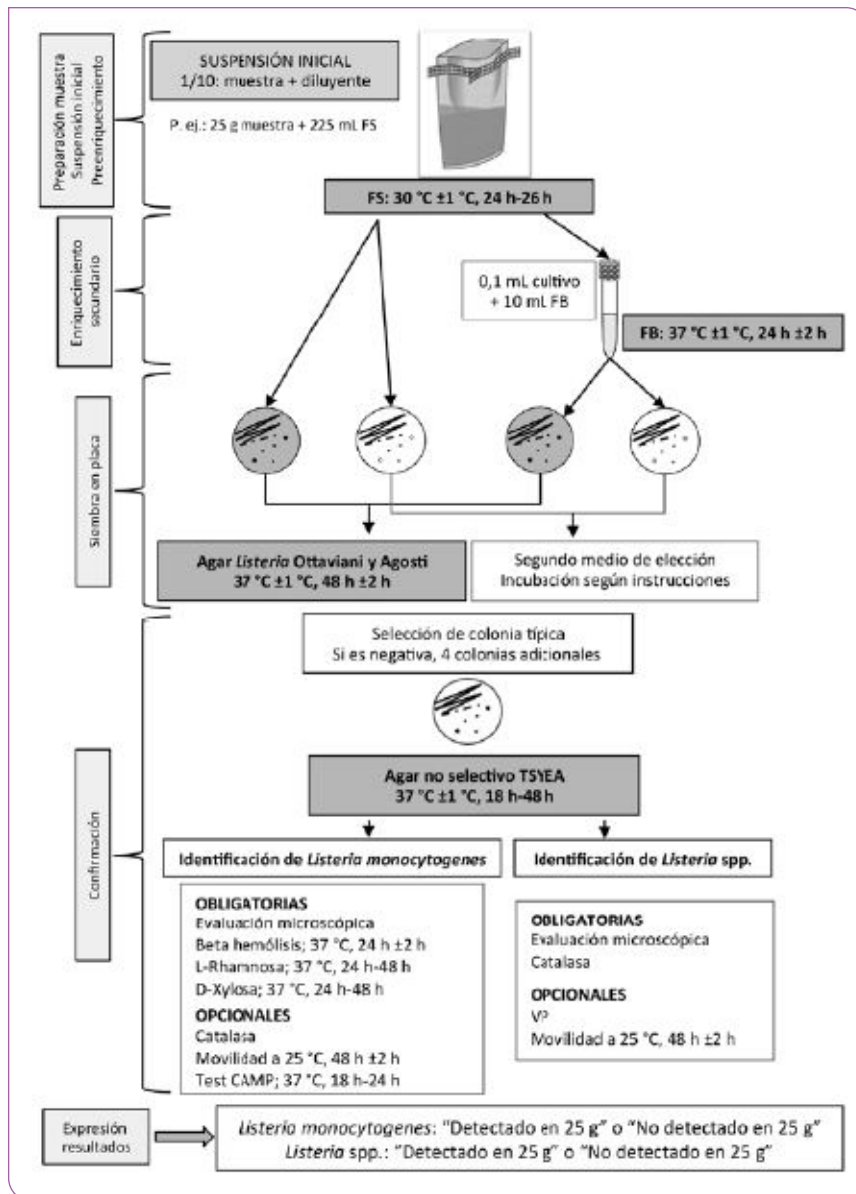 Preparación muestra
Suspensión inicial
Preenriquecimiento
SUSPENSIÓN INICIAL
1/10: muestra + diluyente
P. ej.: 25 g muestra + 225 mL FS
FS: 30 °C ±1 °C, 24 h-26 h
Enriquecimiento
secundario
0,1 mL cultivo
+ 10 mL FB
FB: 37 °C ±1 °C, 24 h ±2 h
Siembra en placa
Agar Listeria Ottaviani y Agosti
37 °C ±1 °C, 48 h ±2 h
Segundo medio de elección
Incubación según instrucciones
Confirmación
Selección de colonia típica
Si es negativa, 4 colonias adicionales
Agar no selectivo TSYEA
37 °C ±1 °C, 18 h-48 h
Identificación de Listeria monocytogenes
OBLIGATORIAS
Evaluación microscópica
Beta hemólisis; 37 °C, 24 h ±2 h
L-Rhamnosa; 37 °C, 24 h-48 h
D-Xylosa; 37 °C, 24 h-48 h
OPCIONALES
Catalasa
Movilidad a 25 °C, 48 h ±2 h
Test CAMP; 37 °C, 18 h-24 h
Identificación de Listeria spp.
OBLIGATORIAS
Evaluación microscópica
Catalasa
OPCIONALES
VP
Movilidad a 25 °C, 48 h ±2 h
Expresión
resultados
Listeria monocytogenes: "Detectado en 25 g" o "No detectado en 25 g"
Listeria spp.: "Detectado en 25 g" o "No detectado en 25 g"